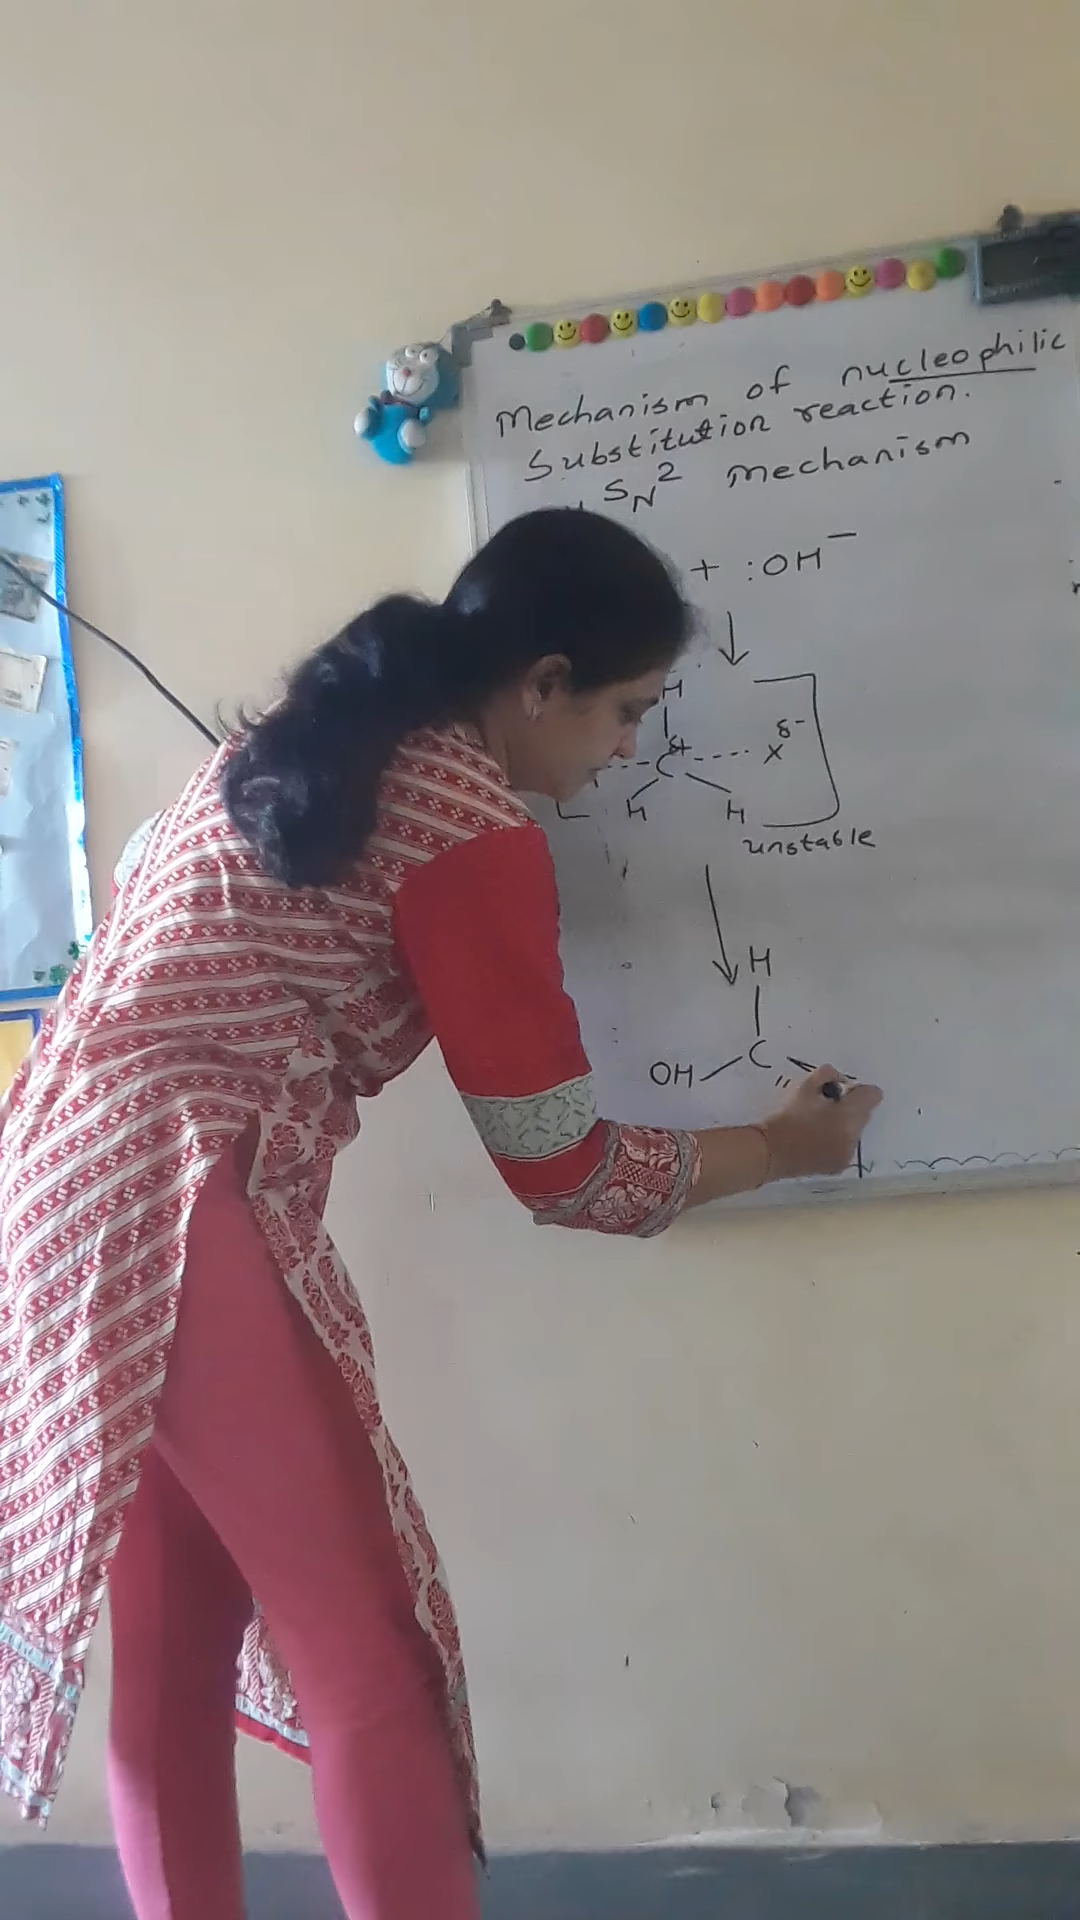 Mechanism of nucleophilic
Substitution reaction.
SN2 Mechanism
+ :OH−
H
C δ+ ---- X δ-
H H
unstable
H
OH C